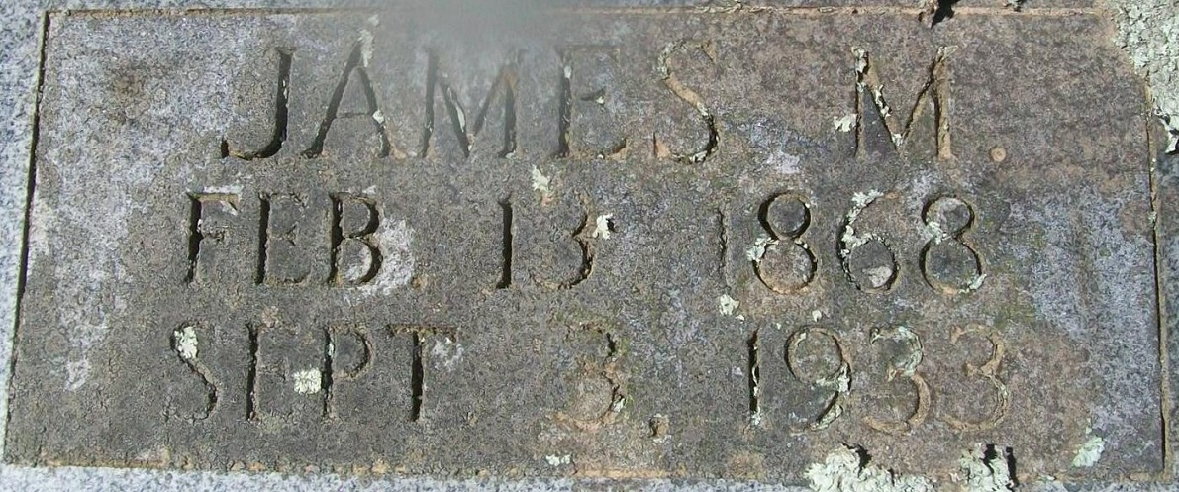 JAMES M.
FEB. 13 1868
SEPT 3, 1933